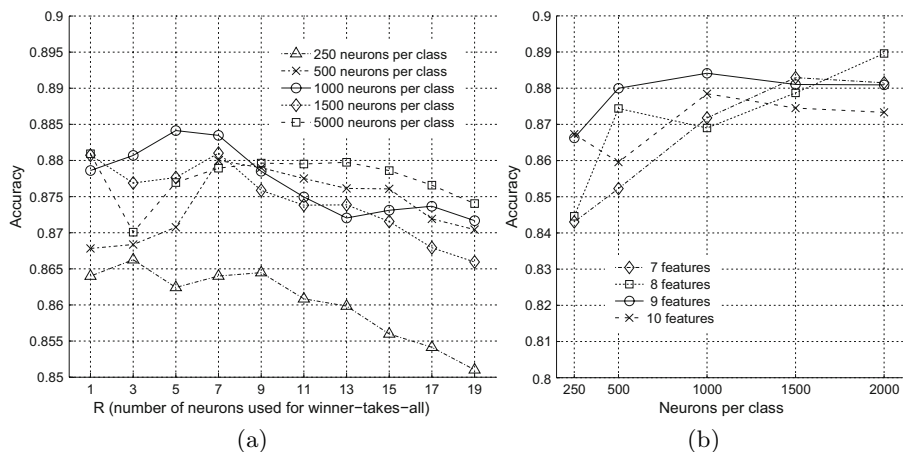 0.9
0.895
0.89
0.885
0.88
0.875
0.87
0.865
0.86
0.855
0.85
Accuracy
250 neurons per class
500 neurons per class
1000 neurons per class
1500 neurons per class
5000 neurons per class
1 3 5 7 9 11 13 15 17 19
R (number of neurons used for winner−takes−all)
(a)
0.9
0.89
0.88
0.87
0.86
0.85
0.84
0.83
0.82
0.81
0.8
Accuracy
7 features
8 features
9 features
10 features
250 500 1000 1500 2000
Neurons per class
(b)